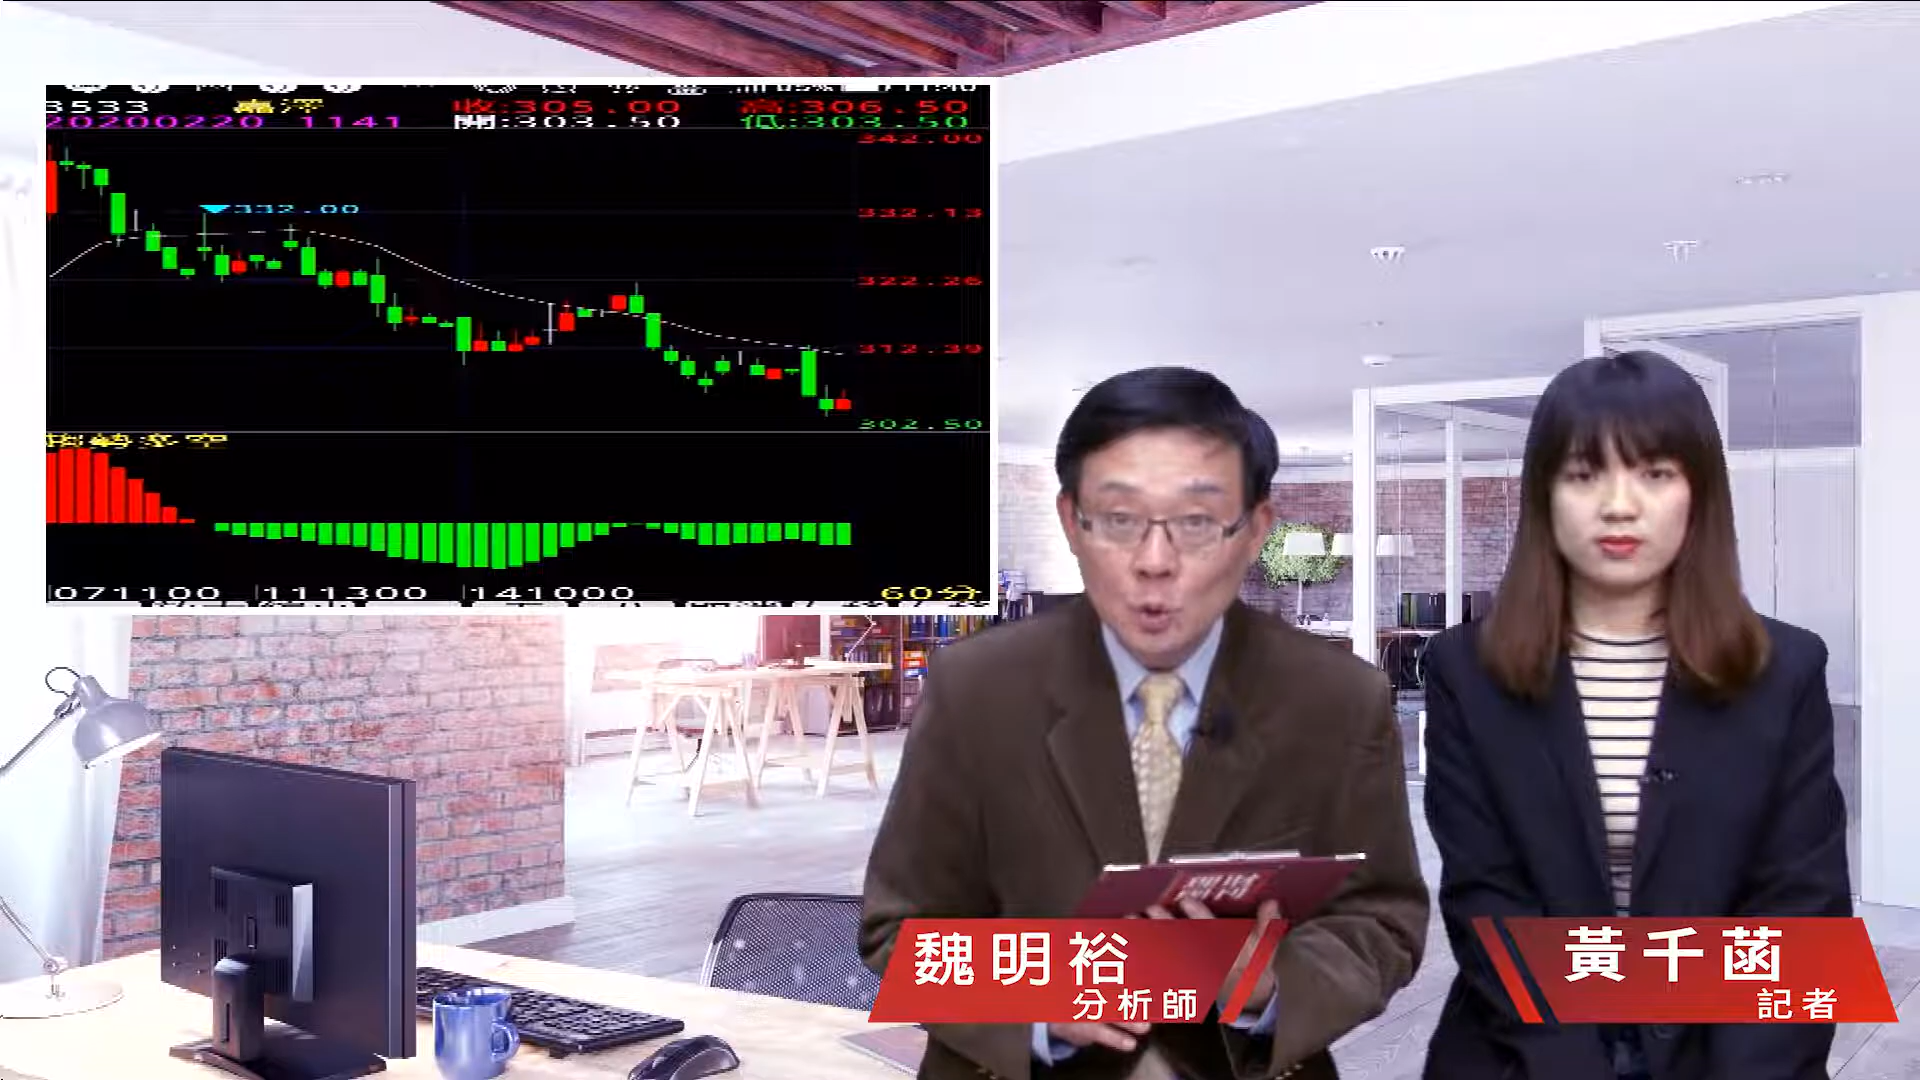 3533 嘉澤 收:305.00 高:306.50
20200220 1141 開:303.50 低:303.50
342.00
332.00
332.13
322.26
312.39
302.50
071100 111300 141000 60分
魏明裕
分析師
黃千菡
記者